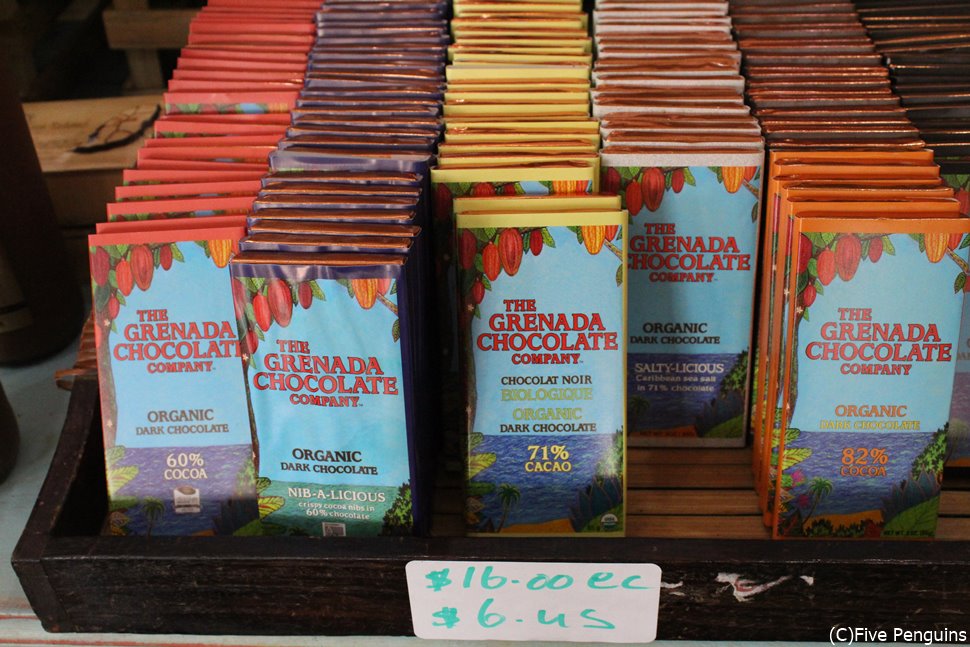 THE
GRENADA
CHOCOLATE
COMPANY
ORGANIC
DARK CHOCOLATE
60%
COCOA
THE
GRENADA
CHOCOLATE
COMPANY
ORGANIC
DARK CHOCOLATE
NIB-A-LICIOUS
crispy cocoa nibs in
60% chocolate
THE
GRENADA
CHOCOLATE
COMPANY
CHOCOLAT NOIR
BIOLOGIQUE
ORGANIC
DARK CHOCOLATE
71%
CACAO
THE
GRENADA
CHOCOLATE
COMPANY
ORGANIC
DARK CHOCOLATE
SALTY-LICIOUS
Caribbean sea salt
in 71% chocolate
THE
GRENADA
CHOCOLATE
COMPANY
ORGANIC
DARK CHOCOLATE
82%
COCOA
$16.00 EC
$6.US
(C)Five Penguins